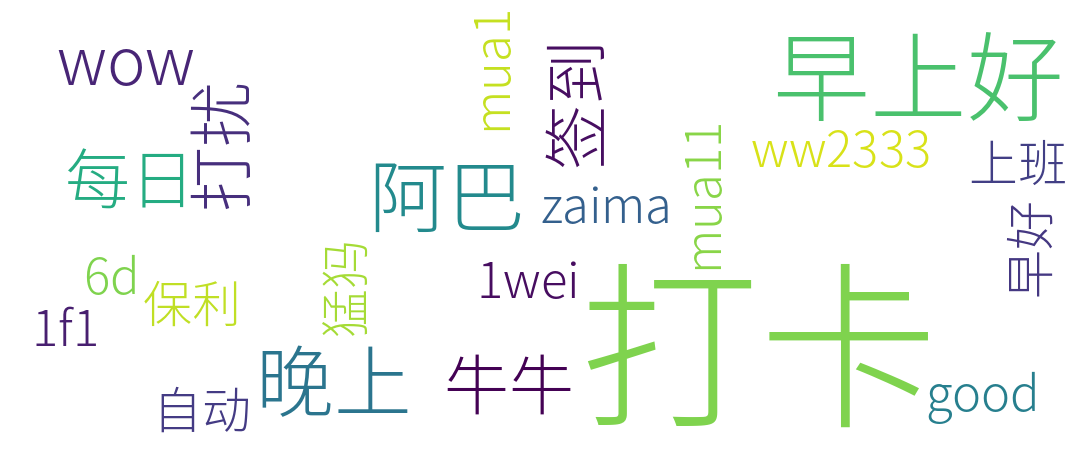 wow
打扰
mua1
签到
早上好
每日
阿巴
zaima
mua11
ww2333
上班
早好
6d
保利
猛犸
1wei
打卡
1f1
自动
晚上
牛牛
good